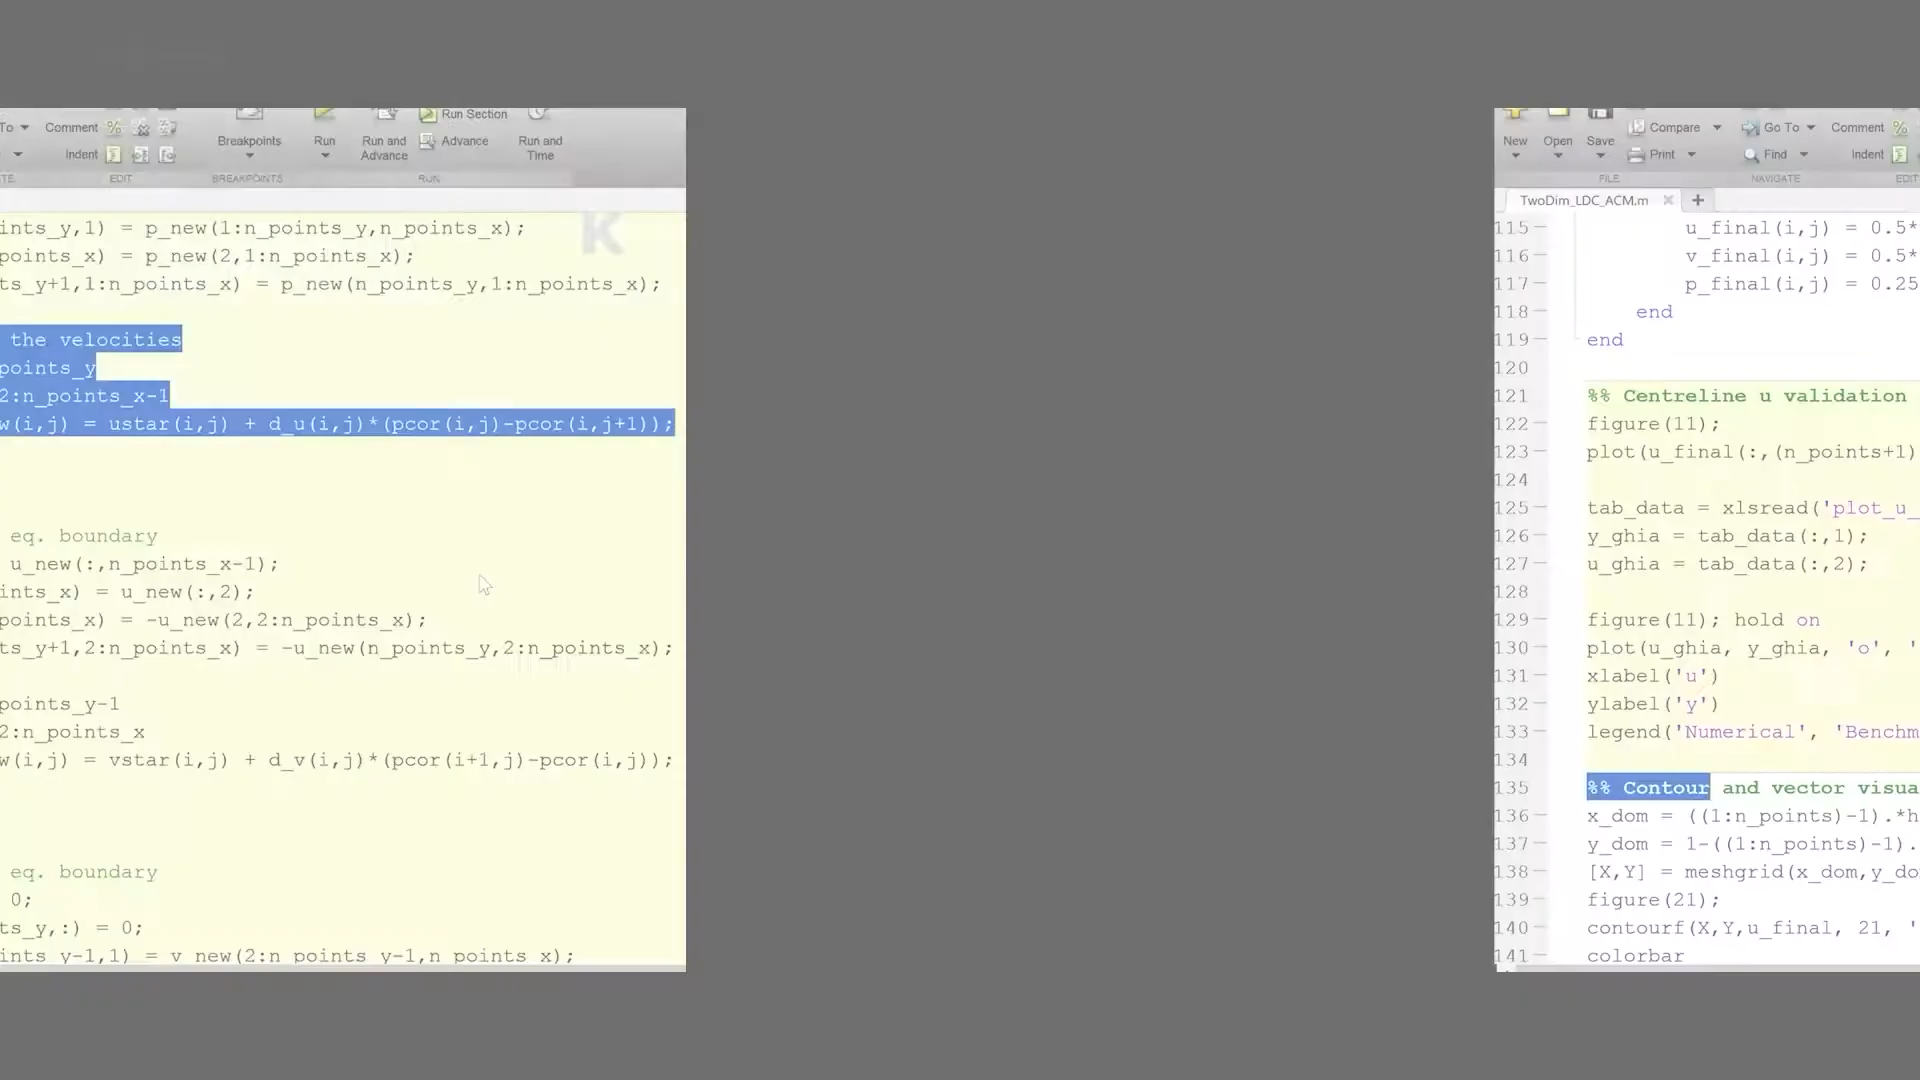 To Comment
Indent
EDIT
Breakpoints
BREAKPOINTS
Run
Run and Advance
Run Section
Advance
Run and Time
RUN
K
ints_y,1) = p_new(1:n_points_y,n_points_x);
points_x) = p_new(2,1:n_points_x);
ts_y+1,1:n_points_x) = p_new(n_points_y,1:n_points_x);
the velocities
points_y
2:n_points_x-1
w(i,j) = ustar(i,j) + d_u(i,j)*(pcor(i,j)-pcor(i,j+1));
eq. boundary
u_new(:,n_points_x-1);
ints_x) = u_new(:,2);
points_x) = -u_new(2,2:n_points_x);
ts_y+1,2:n_points_x) = -u_new(n_points_y,2:n_points_x);
points_y-1
2:n_points_x
w(i,j) = vstar(i,j) + d_v(i,j)*(pcor(i+1,j)-pcor(i,j));
eq. boundary
0;
ts_y,:) = 0;
ints_y-1,1) = v_new(2:n_points_y-1,n_points_x);
New
Open
Save
Compare
Print
FILE
Go To
Find
NAVIGATE
Comment
Indent
EDIT
TwoDim_LDC_ACM.m
115 u_final(i,j) = 0.5*
116 v_final(i,j) = 0.5*
117 p_final(i,j) = 0.25
118 end
119 end
120
121 %% Centreline u validation
122 figure(11);
123 plot(u_final(:,(n_points+1)
124
125 tab_data = xlsread('plot_u_
126 y_ghia = tab_data(:,1);
127 u_ghia = tab_data(:,2);
128
129 figure(11); hold on
130 plot(u_ghia, y_ghia, 'o', '
131 xlabel('u')
132 ylabel('y')
133 legend('Numerical', 'Benchm
134
135 %% Contour and vector visua
136 x_dom = ((1:n_points)-1).*h
137 y_dom = 1-((1:n_points)-1).
138 [X,Y] = meshgrid(x_dom,y_do
139 figure(21);
140 contourf(X,Y,u_final, 21, '
141 colorbar